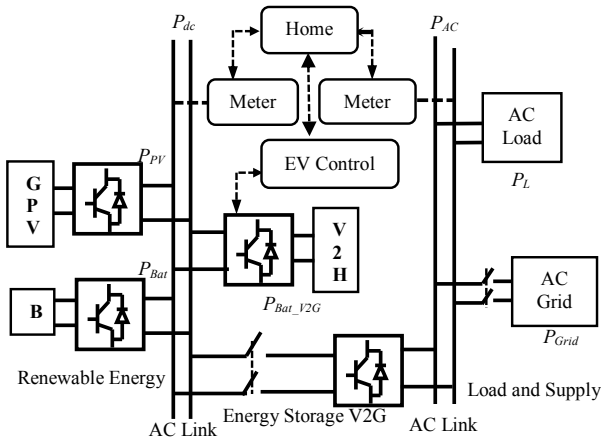 P_dc
Home
P_AC
Meter
Meter
AC
Load
P_L
EV Control
P_PV
G
P
V
V
2
H
P_Bat
B
P_Bat_V2G
AC
Grid
P_Grid
Renewable Energy
Energy Storage V2G
Load and Supply
AC Link
AC Link